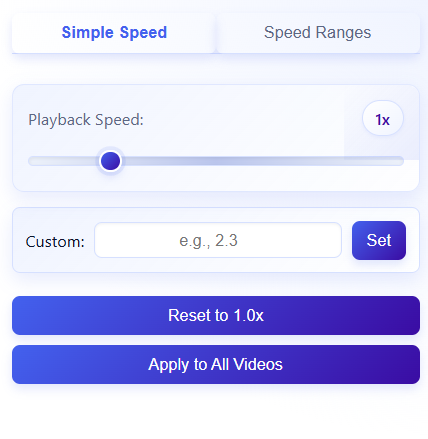 Simple Speed Speed Ranges
Playback Speed: 1x
Custom: e.g., 2.3 Set
Reset to 1.0x
Apply to All Videos